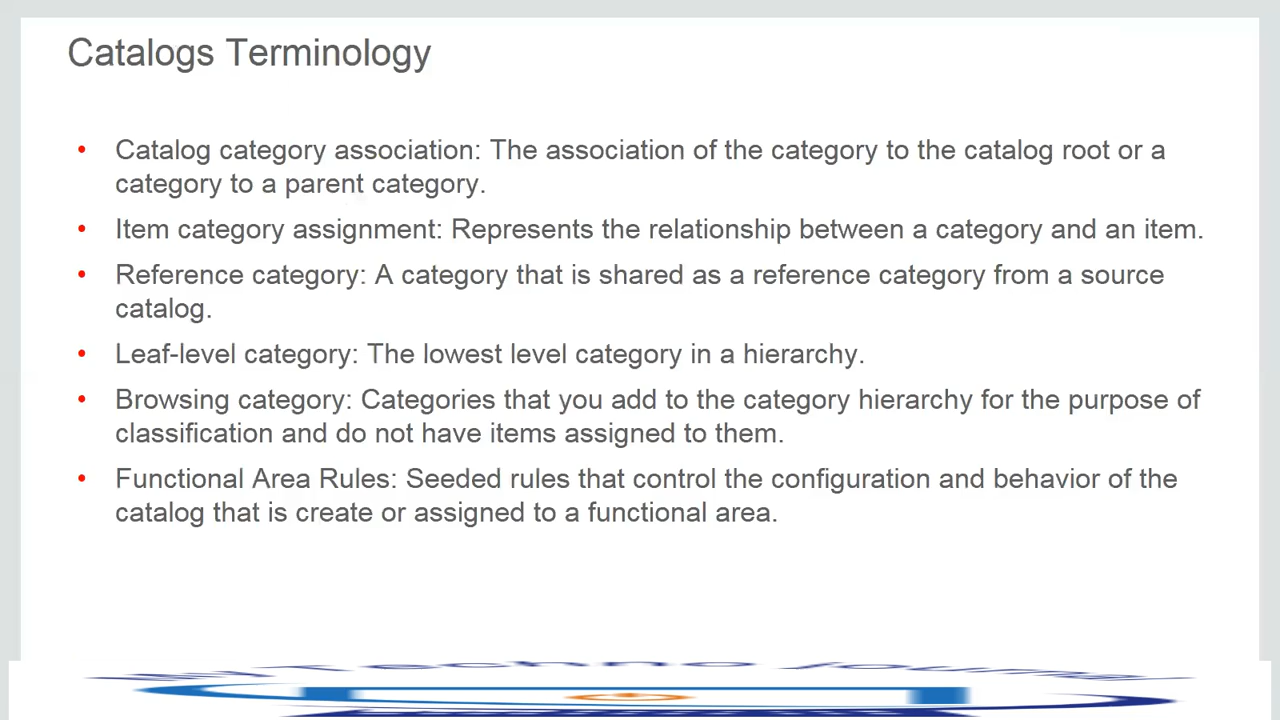 Catalogs Terminology
• Catalog category association: The association of the category to the catalog root or a
category to a parent category.
• Item category assignment: Represents the relationship between a category and an item.
• Reference category: A category that is shared as a reference category from a source
catalog.
• Leaf-level category: The lowest level category in a hierarchy.
• Browsing category: Categories that you add to the category hierarchy for the purpose of
classification and do not have items assigned to them.
• Functional Area Rules: Seeded rules that control the configuration and behavior of the
catalog that is create or assigned to a functional area.